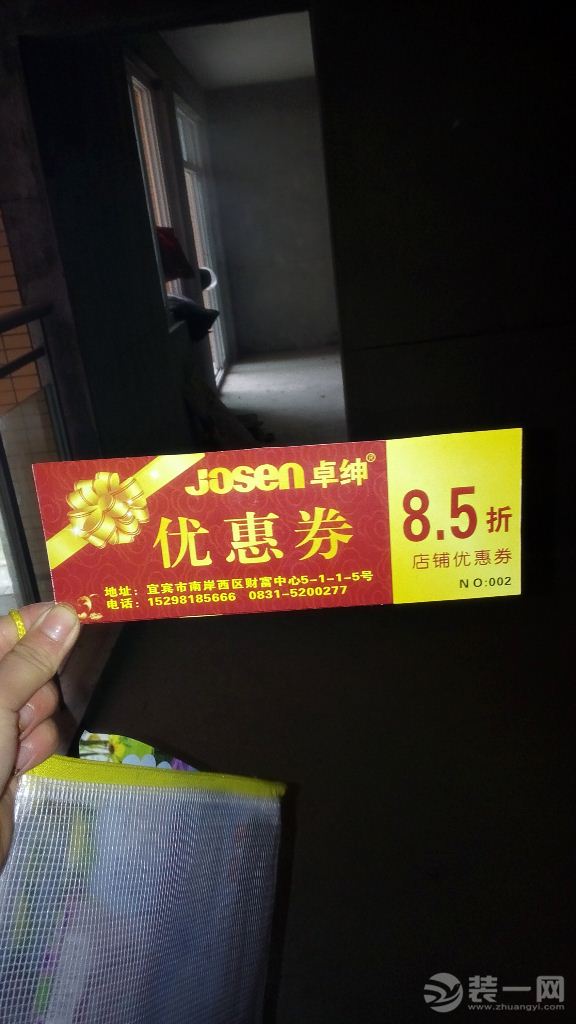 Josen卓绅®
优惠券
地址：宜宾市南岸西区财富中心5-1-1-5号
电话：15298185666 0831-5200277
8.5折
店铺优惠券
NO:002
装一网
www.zhuangyi.com